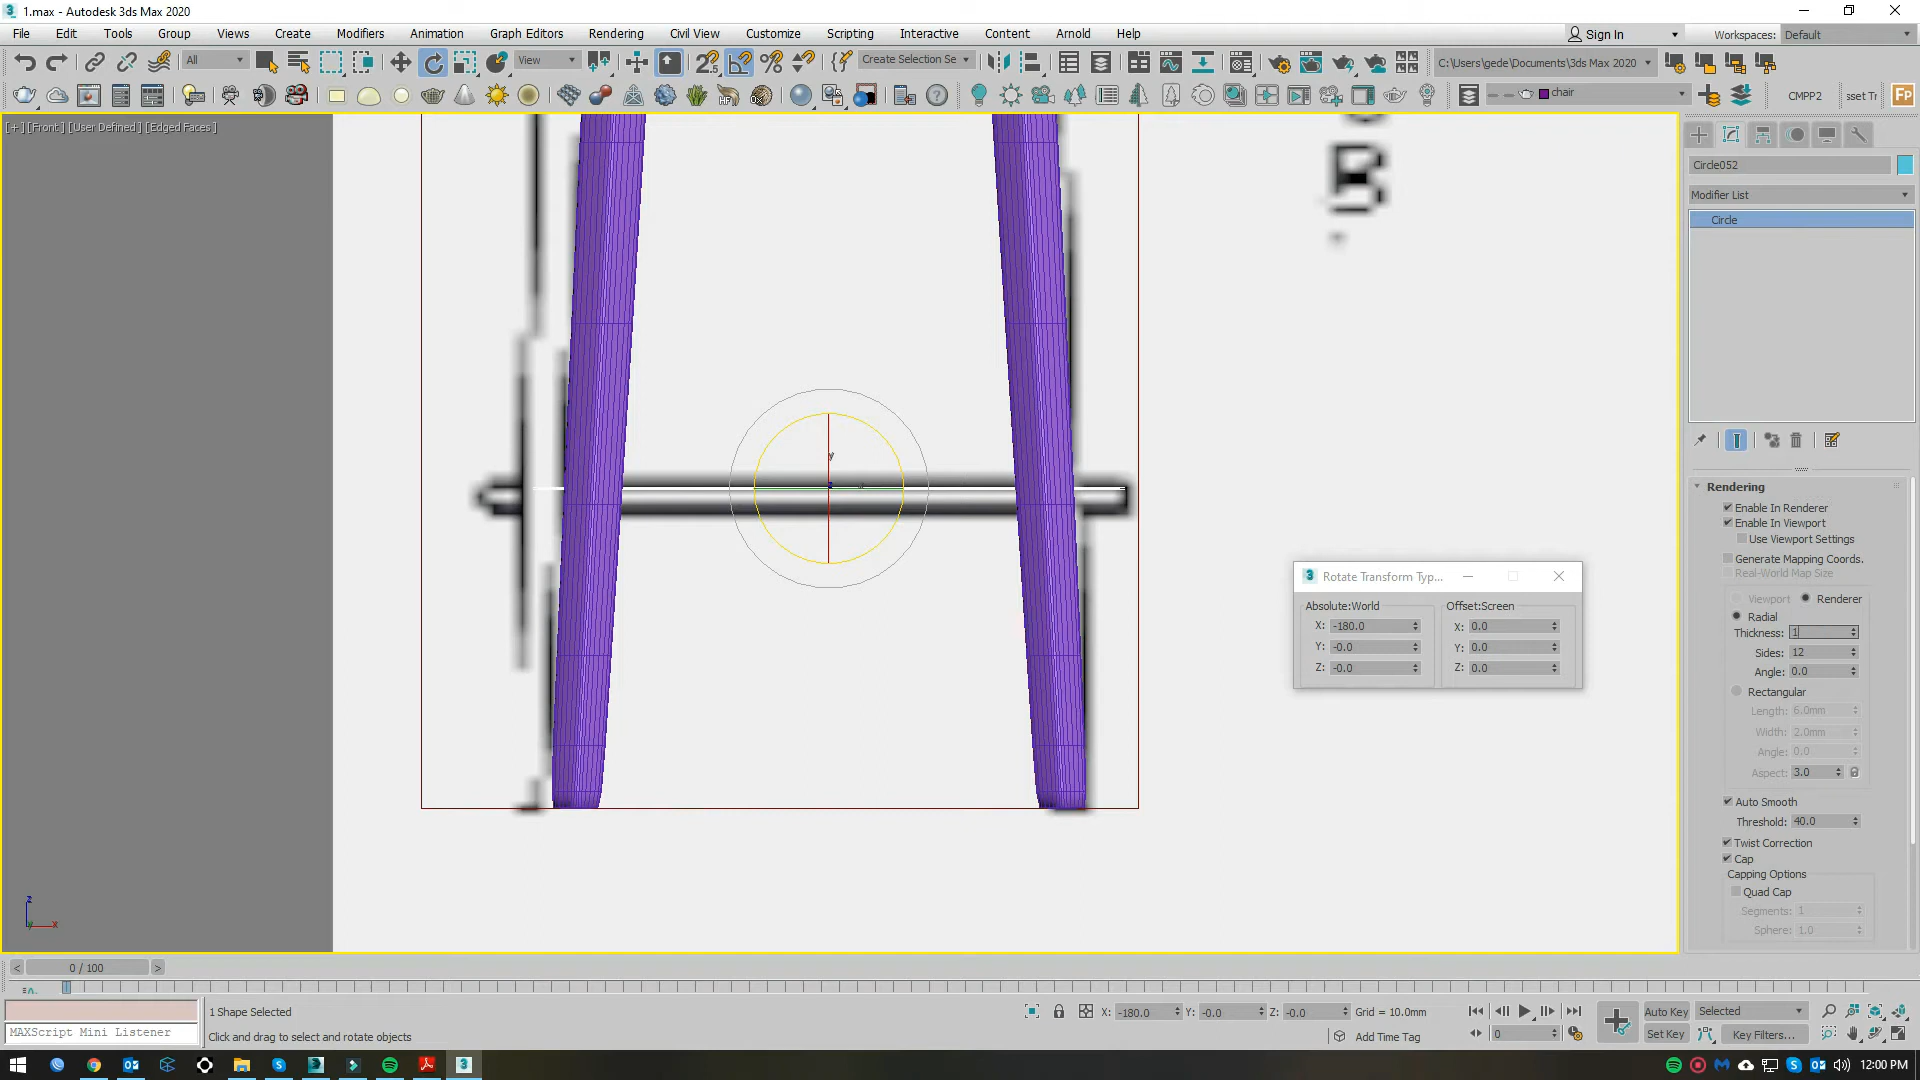 1.max - Autodesk 3ds Max 2020
File Edit Tools Group Views Create Modifiers Animation Graph Editors Rendering Civil View Customize Scripting Interactive Content Arnold Help
Sign In Workspaces: Default
All View Create Selection Se C:\Users\gede\Documents\3ds Max 2020
chair CMPP2 sset Tr
[+] [Front] [User Defined] [Edged Faces]
B
Circle052
Modifier List
Circle
Rendering
Enable In Renderer
Enable In Viewport
Use Viewport Settings
Generate Mapping Coords.
Real-World Map Size
Viewport Renderer
Radial
Thickness: 1
Sides: 12
Angle: 0.0
Rectangular
Length: 6.0mm
Width: 2.0mm
Angle: 0.0
Aspect: 3.0
Auto Smooth
Threshold: 40.0
Twist Correction
Cap
Capping Options
Quad Cap
Segments: 1
Sphere: 1.0
Rotate Transform Typ...
Absolute:World Offset:Screen
X: -180.0 X: 0.0
Y: -0.0 Y: 0.0
Z: -0.0 Z: 0.0
y
z
x
0 / 100
1 Shape Selected
X: -180.0 Y: -0.0 Z: -0.0 Grid = 10.0mm
Auto Key Selected
MAXScript Mini Listener
Click and drag to select and rotate objects
Add Time Tag
0
Set Key Key Filters...
12:00 PM